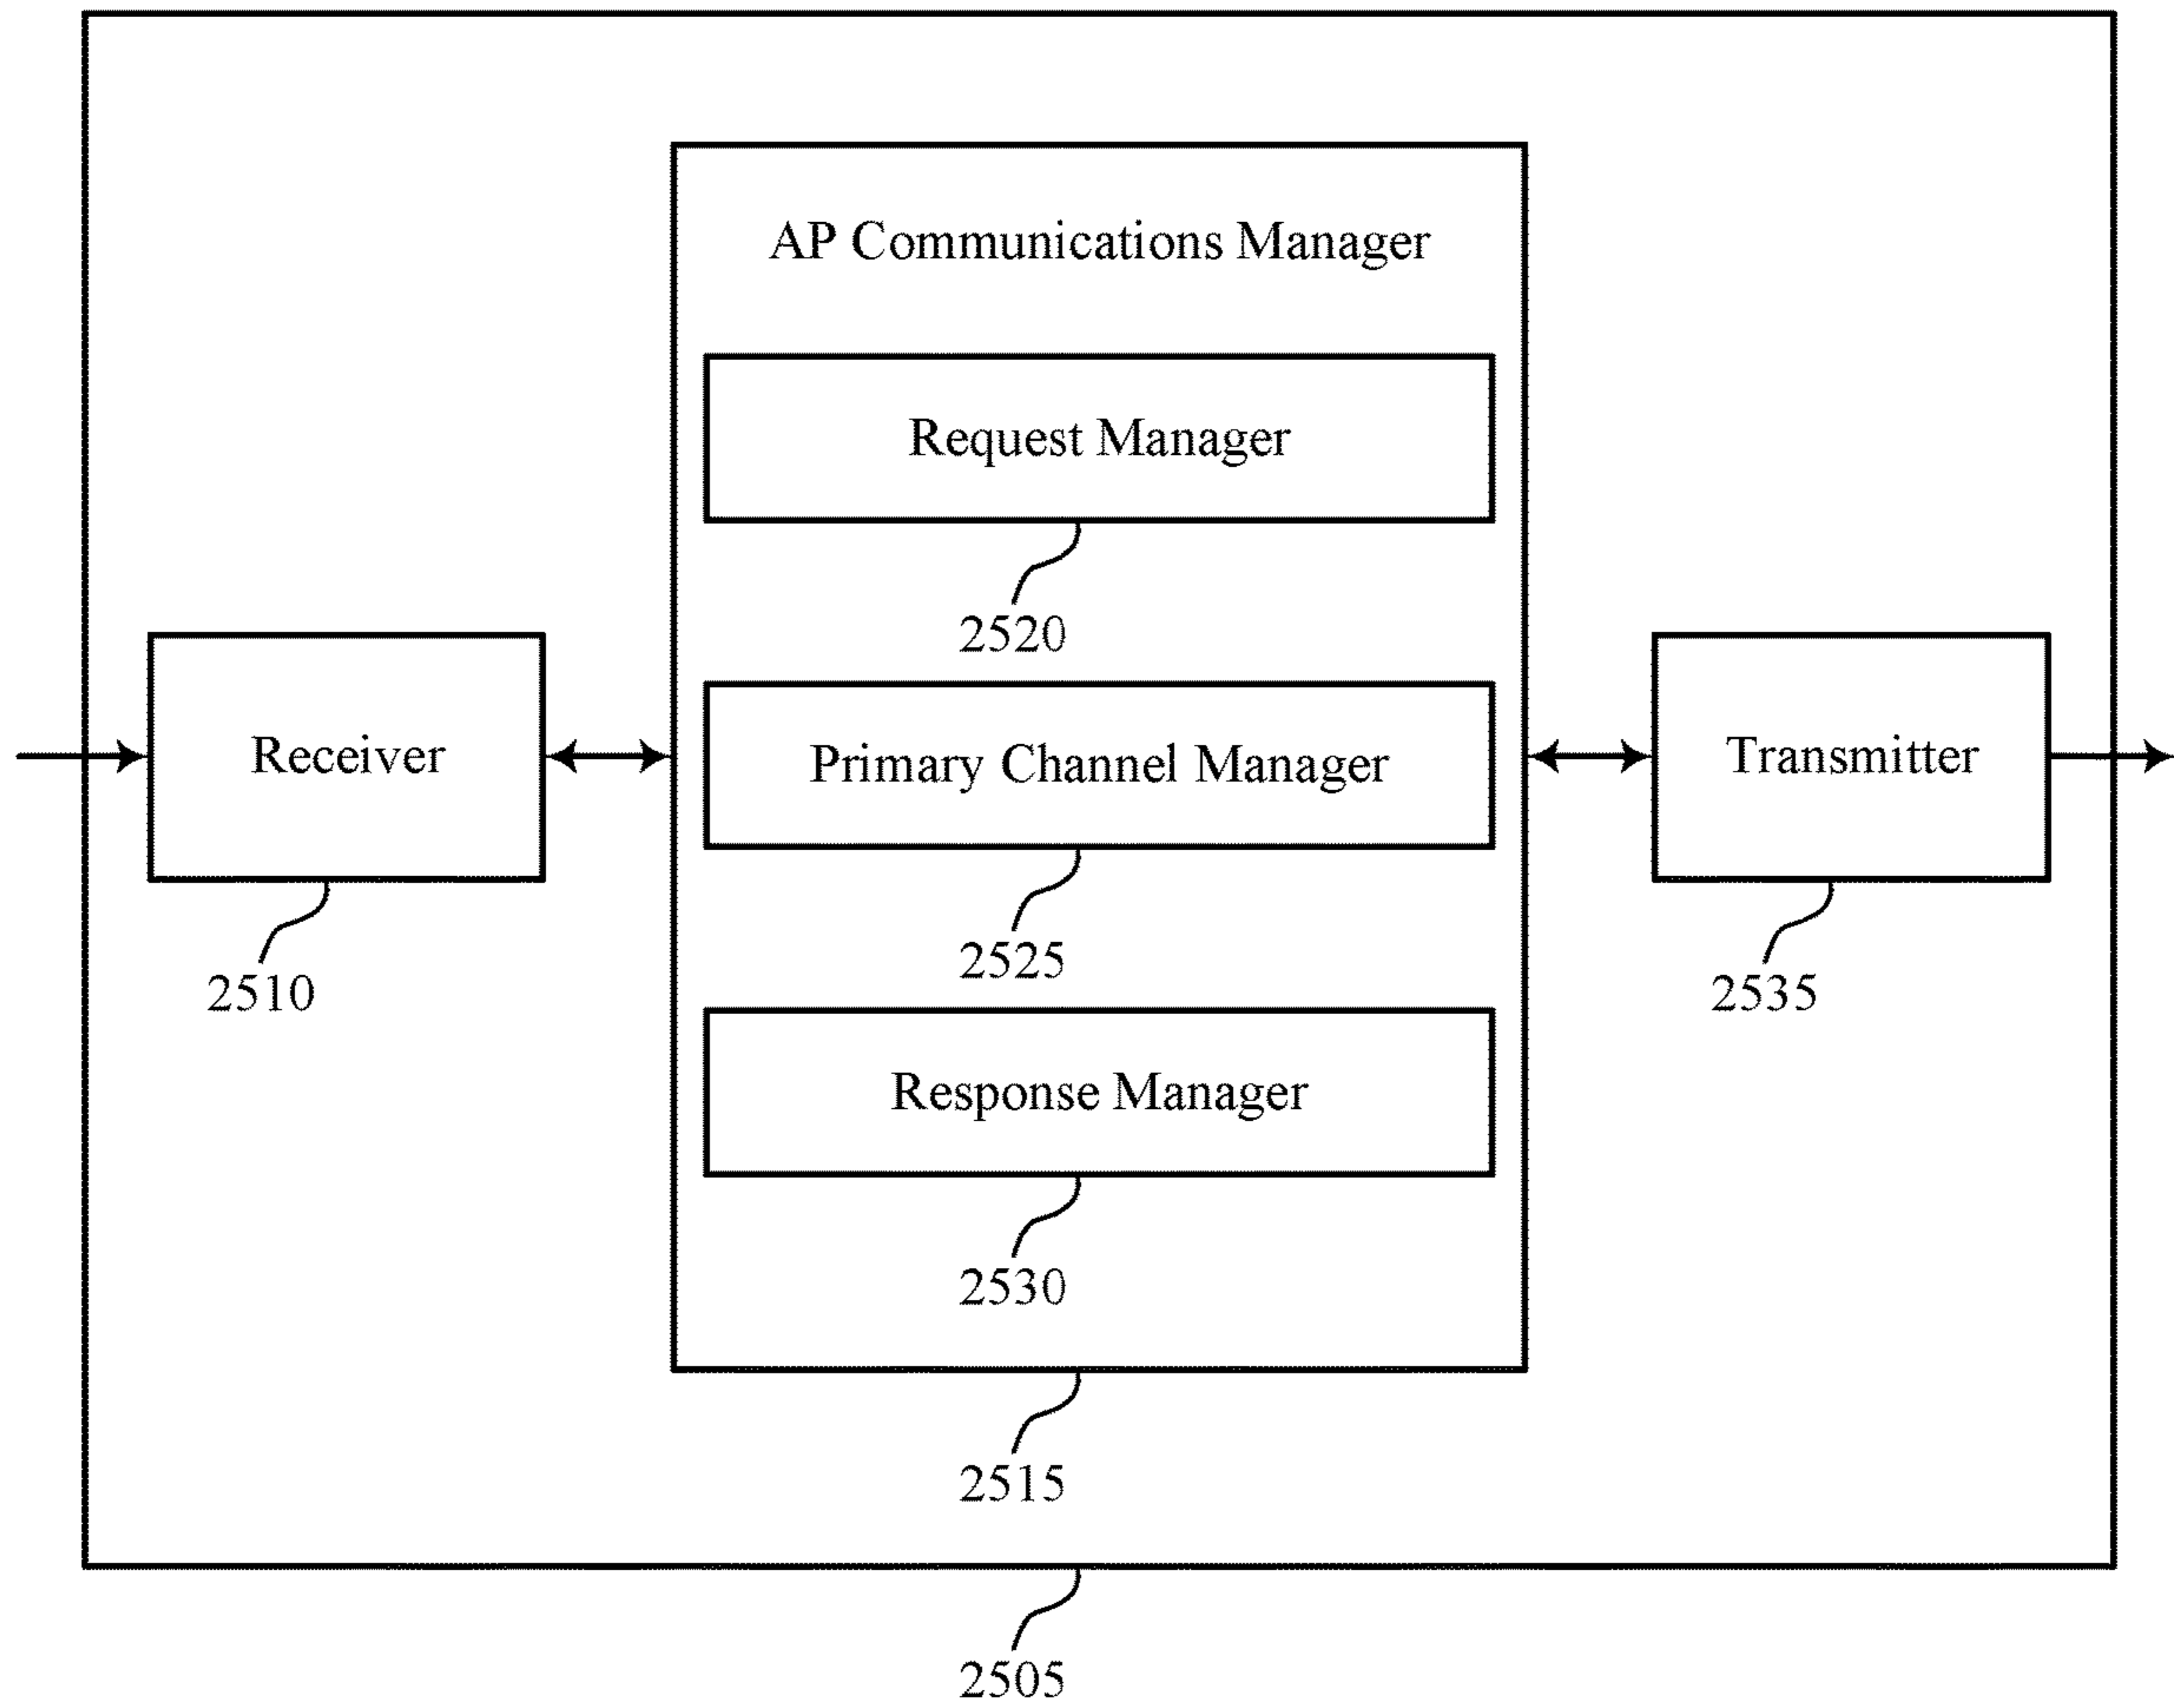 AP Communications Manager
Request Manager
2520
Receiver
Primary Channel Manager
Transmitter
2510
2525
2535
Response Manager
2530
2515
2505